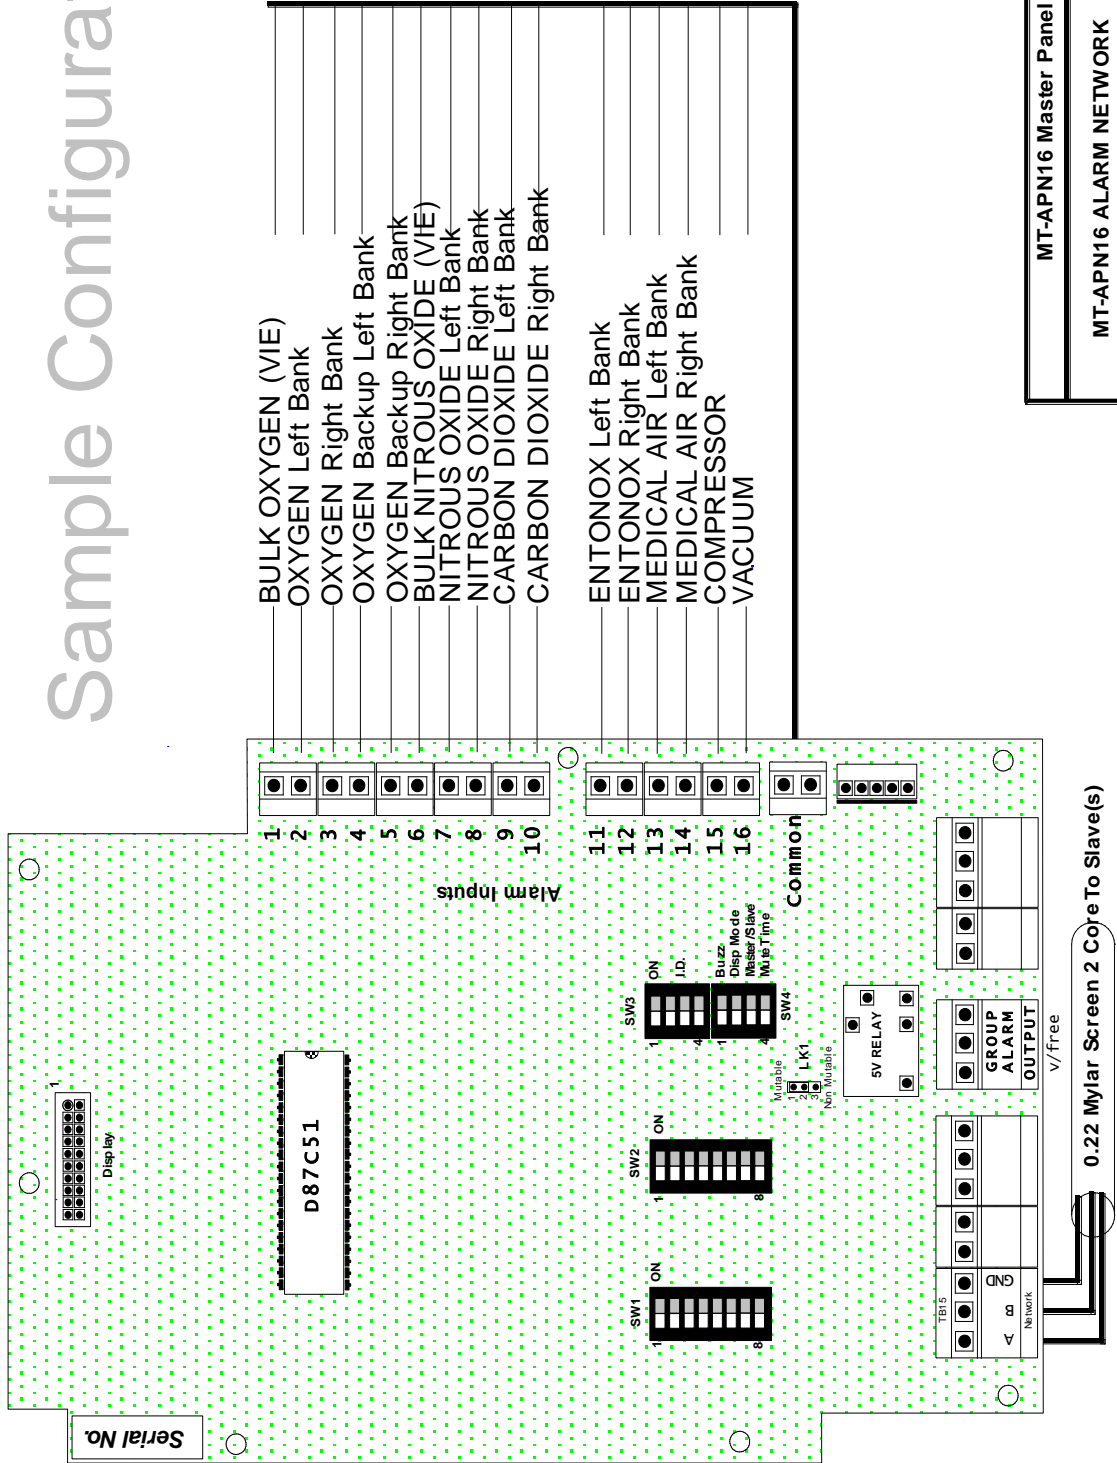 Sample Configura
BULK OXYGEN (VIE)
OXYGEN Left Bank
OXYGEN Right Bank
OXYGEN Backup Left Bank
OXYGEN Backup Right Bank
BULK NITROUS OXIDE (VIE)
NITROUS OXIDE Left Bank
NITROUS OXIDE Right Bank
CARBON DIOXIDE Left Bank
CARBON DIOXIDE Right Bank
ENTONOX Left Bank
ENTONOX Right Bank
MEDICAL AIR Left Bank
MEDICAL AIR Right Bank
COMPRESSOR
VACUUM
MT-APN16 Master Panel
MT-APN16 ALARM NETWORK
1
2
3
4
5
6
7
8
9
10
11
12
13
14
15
16
Common
Alarm Inputs
1
Display
D87C51
SW3
ON
I.D.
1
4
Buzz
Disp Mode
Master/Slave
Mute Time
1
4
SW4
Mutable
1
2
3
LK1
Non Mutable
5V RELAY
SW2
ON
1
8
SW1
ON
1
8
GROUP
ALARM
OUTPUT
v/free
TB15
A
B
GND
Network
0.22 Mylar Screen 2 Core To Slave(s)
Serial No.